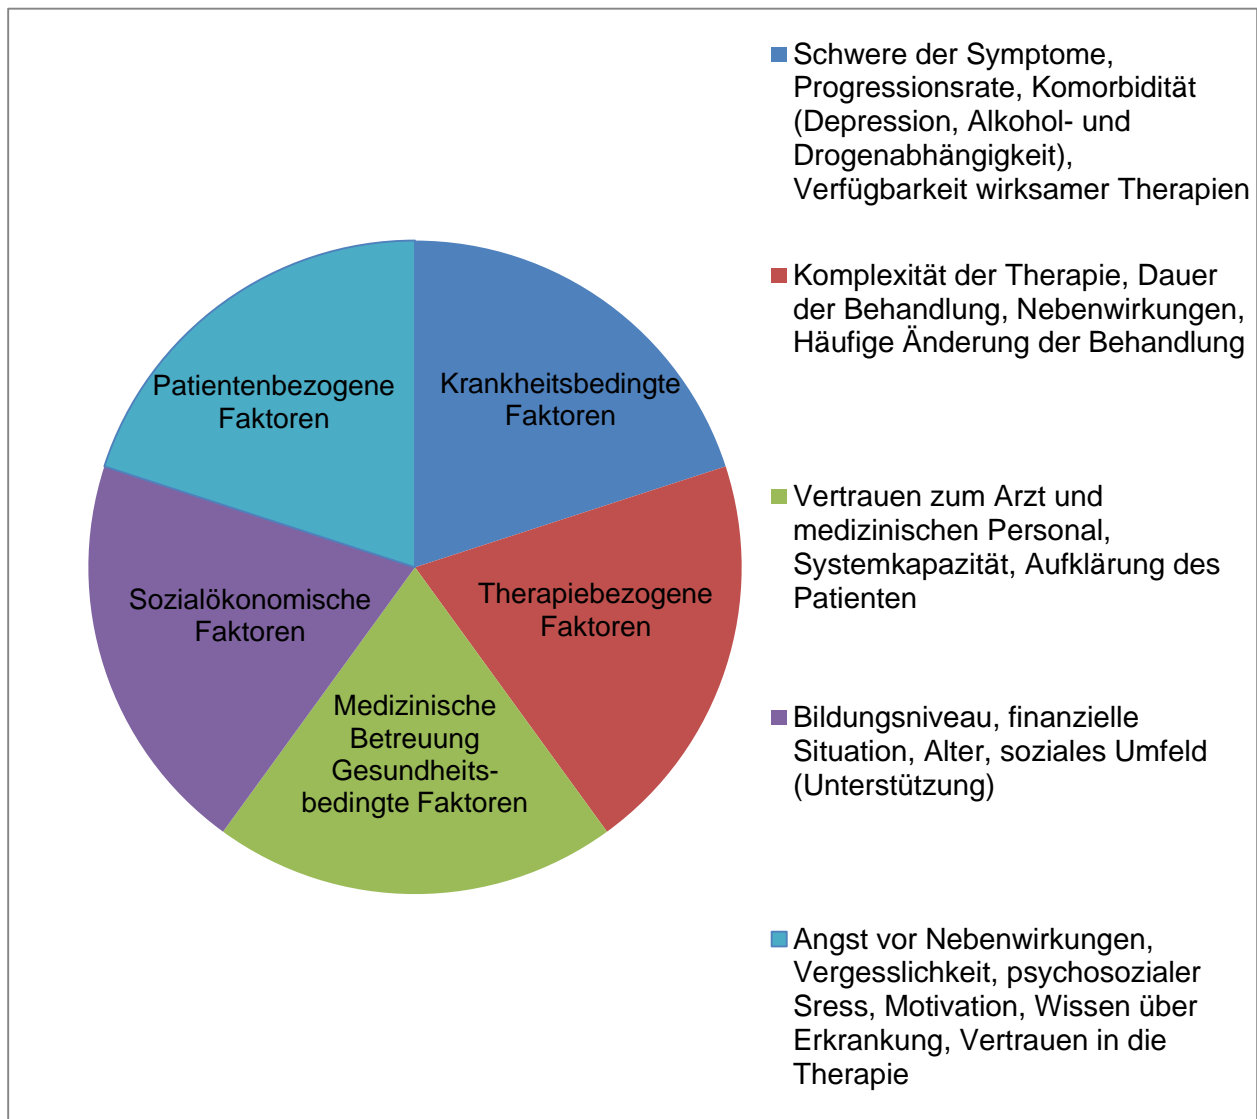 Schwere der Symptome,
Progressionsrate, Komorbidität
(Depression, Alkohol- und
Drogenabhängigkeit),
Verfügbarkeit wirksamer Therapien
Komplexität der Therapie, Dauer
der Behandlung, Nebenwirkungen,
Häufige Änderung der Behandlung
Vertrauen zum Arzt und
medizinischen Personal,
Systemkapazität, Aufklärung des
Patienten
Bildungsniveau, finanzielle
Situation, Alter, soziales Umfeld
(Unterstützung)
Angst vor Nebenwirkungen,
Vergesslichkeit, psychosozialer
Sress, Motivation, Wissen über
Erkrankung, Vertrauen in die
Therapie
Patientenbezogene
Faktoren
Krankheitsbedingte
Faktoren
Sozialökonomische
Faktoren
Therapiebezogene
Faktoren
Medizinische
Betreuung
Gesundheits-
bedingte Faktoren